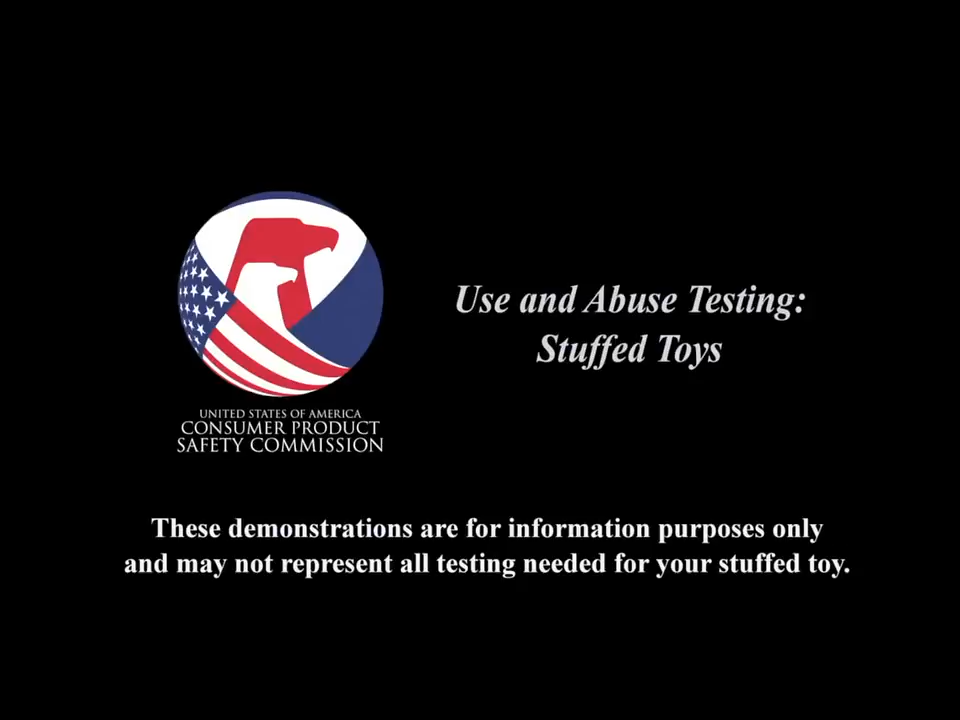 Use and Abuse Testing:
Stuffed Toys
UNITED STATES OF AMERICA
CONSUMER PRODUCT
SAFETY COMMISSION
These demonstrations are for information purposes only
and may not represent all testing needed for your stuffed toy.